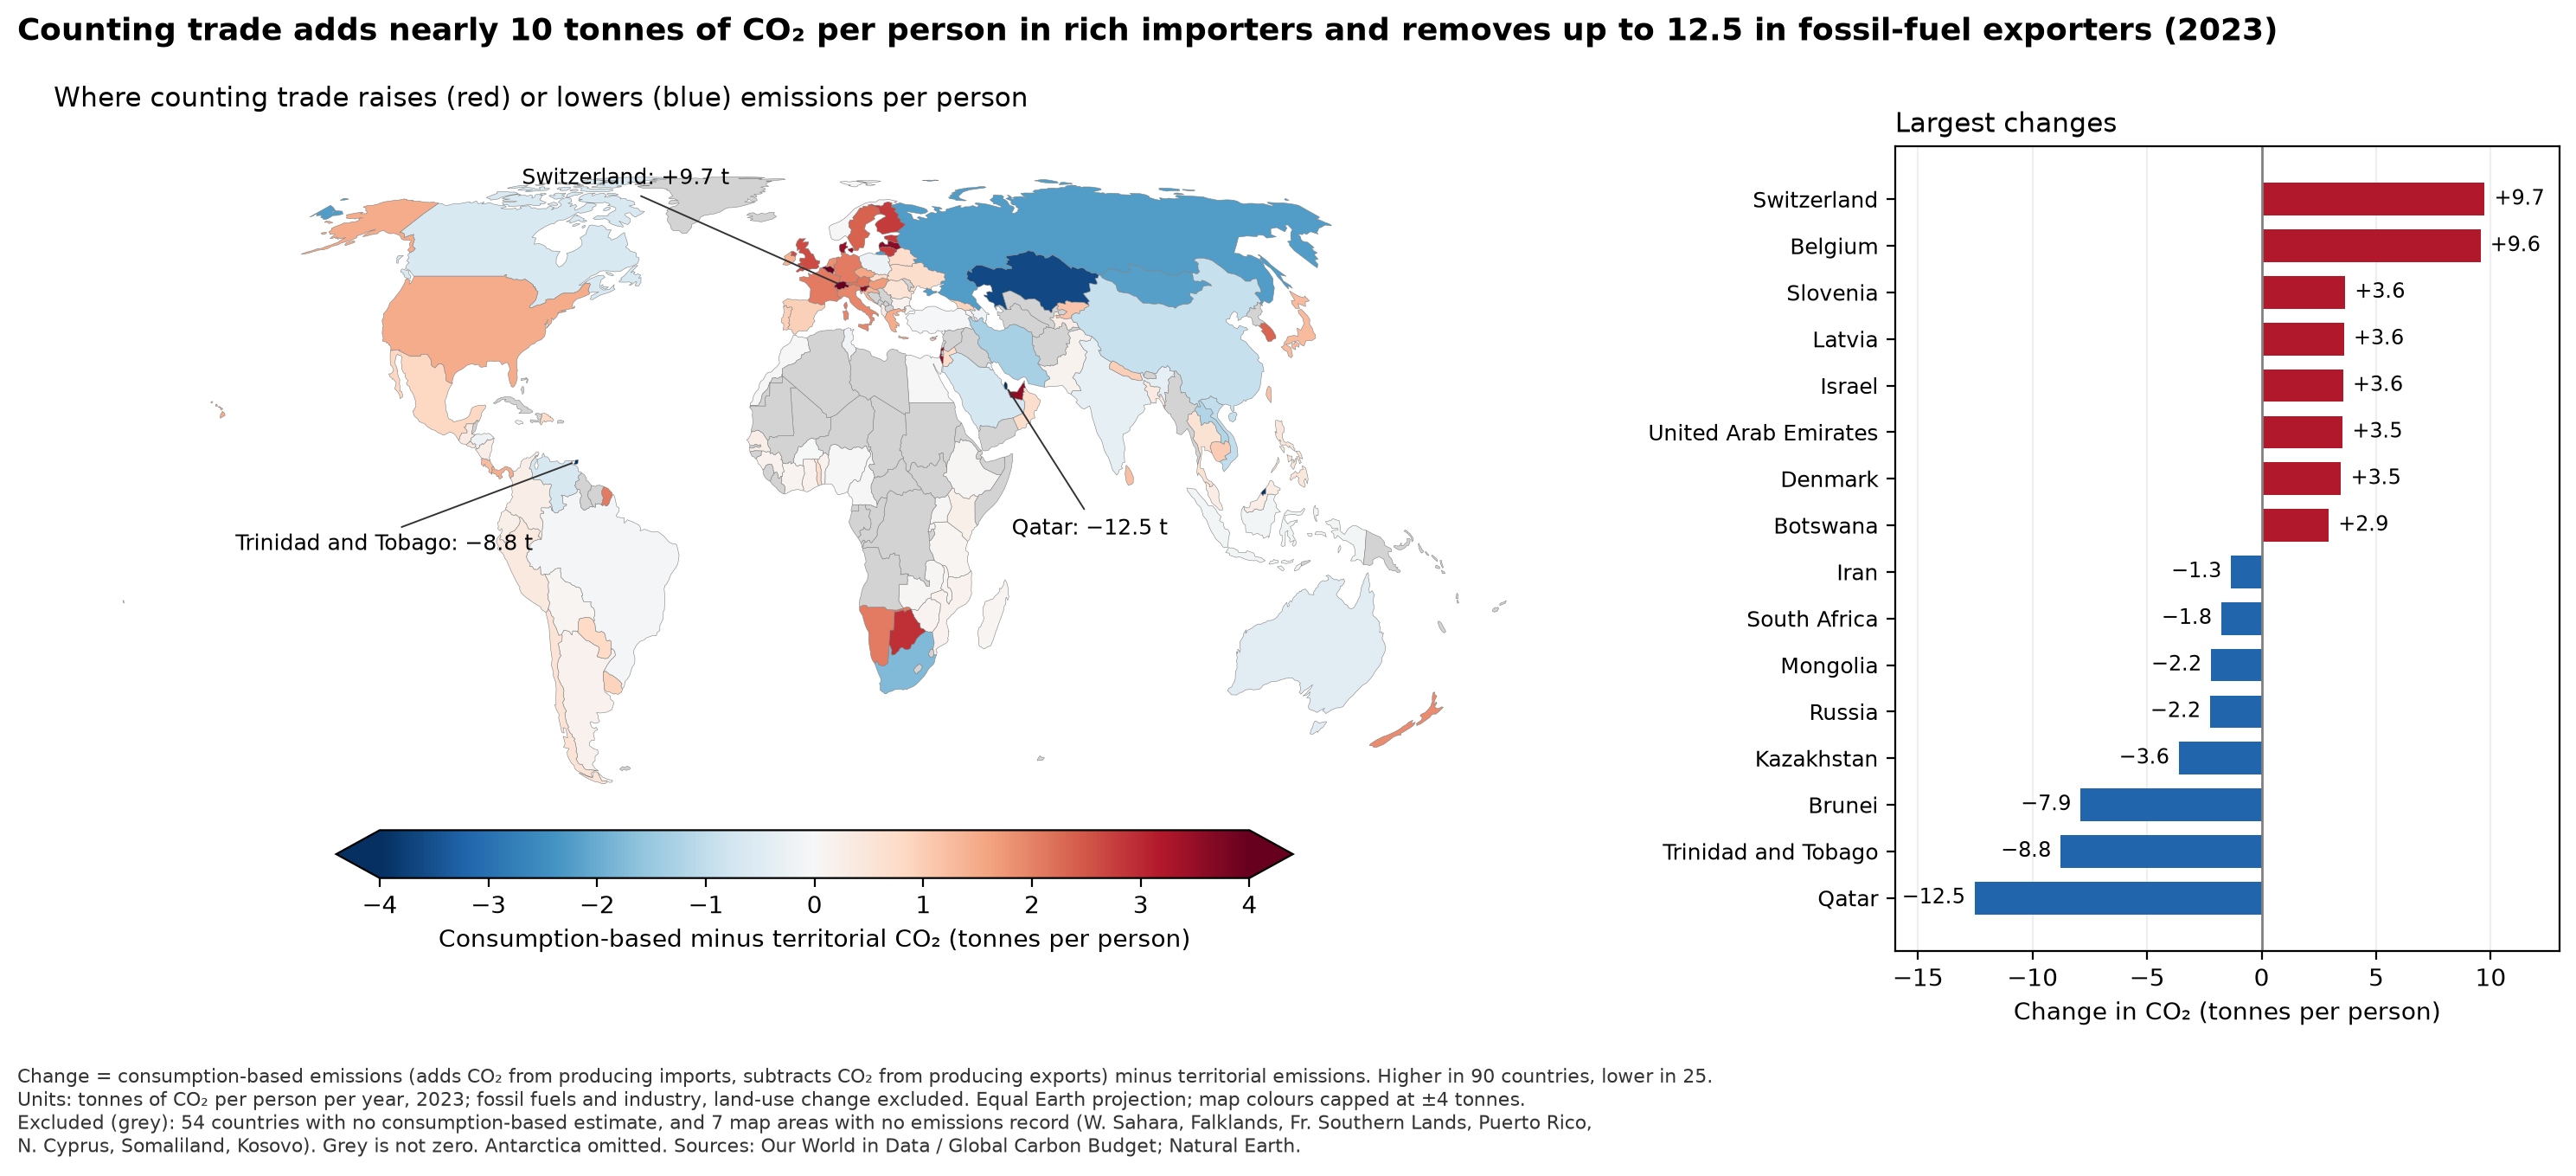 Counting trade adds nearly 10 tonnes of CO₂ per person in rich importers and removes up to 12.5 in fossil-fuel exporters (2023)
Where counting trade raises (red) or lowers (blue) emissions per person
Switzerland: +9.7 t
Trinidad and Tobago: −8.8 t
Qatar: −12.5 t
−4 −3 −2 −1 0 1 2 3 4
Consumption-based minus territorial CO₂ (tonnes per person)
Largest changes
Switzerland +9.7
Belgium +9.6
Slovenia +3.6
Latvia +3.6
Israel +3.6
United Arab Emirates +3.5
Denmark +3.5
Botswana +2.9
Iran −1.3
South Africa −1.8
Mongolia −2.2
Russia −2.2
Kazakhstan −3.6
Brunei −7.9
Trinidad and Tobago −8.8
Qatar −12.5
−15 −10 −5 0 5 10
Change in CO₂ (tonnes per person)
Change = consumption-based emissions (adds CO₂ from producing imports, subtracts CO₂ from producing exports) minus territorial emissions. Higher in 90 countries, lower in 25.
Units: tonnes of CO₂ per person per year, 2023; fossil fuels and industry, land-use change excluded. Equal Earth projection; map colours capped at ±4 tonnes.
Excluded (grey): 54 countries with no consumption-based estimate, and 7 map areas with no emissions record (W. Sahara, Falklands, Fr. Southern Lands, Puerto Rico,
N. Cyprus, Somaliland, Kosovo). Grey is not zero. Antarctica omitted. Sources: Our World in Data / Global Carbon Budget; Natural Earth.